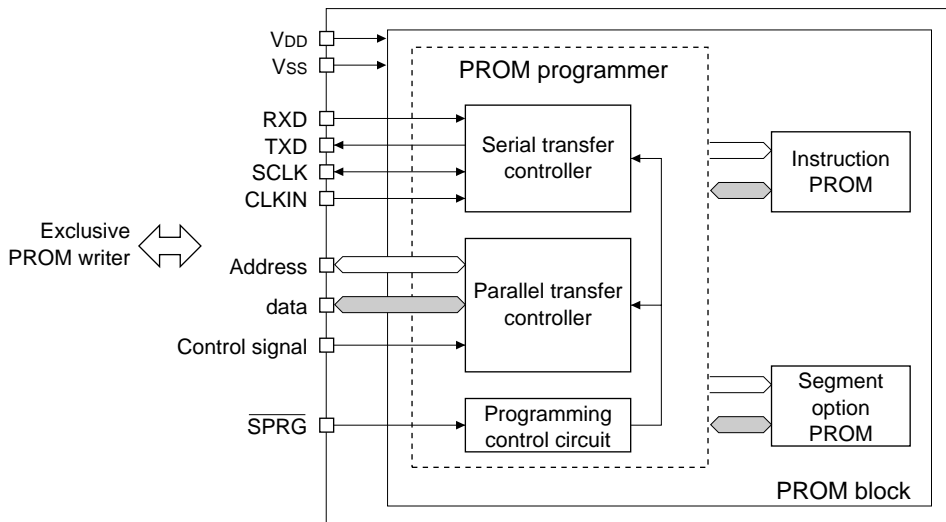 VDD
VSS
RXD
TXD
SCLK
CLKIN
Exclusive
PROM writer
Address
data
Control signal
SPRG
PROM programmer
Serial transfer
controller
Parallel transfer
controller
Programming
control circuit
Instruction
PROM
Segment
option
PROM
PROM block